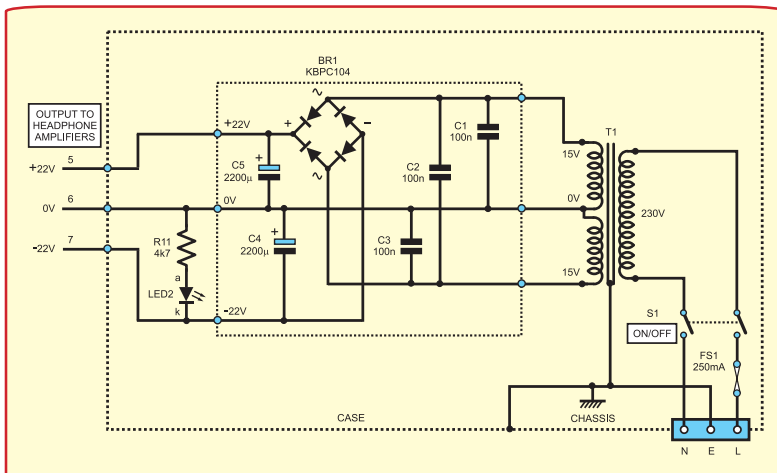 BR1
KBPC104
OUTPUT TO
HEADPHONE
AMPLIFIERS
+22V 5
0V 6
-22V 7
~
+
-
~
+22V
0V
-22V
C5
2200µ
+
C4
2200µ
+
C1
100n
C2
100n
C3
100n
R11
4k7
a
LED2
k
T1
15V
0V
15V
230V
S1
ON/OFF
FS1
250mA
CASE
CHASSIS
N E L